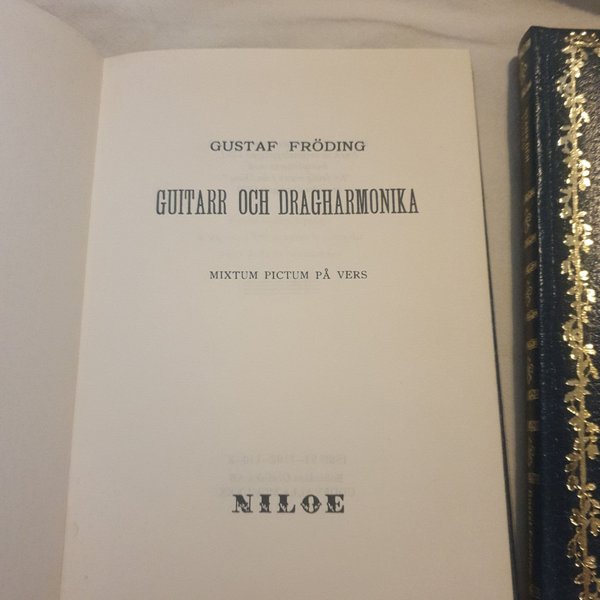 GUSTAF FRÖDING
GUITARR OCH DRAGHARMONIKA
MIXTUM PICTUM PÅ VERS
NILOE